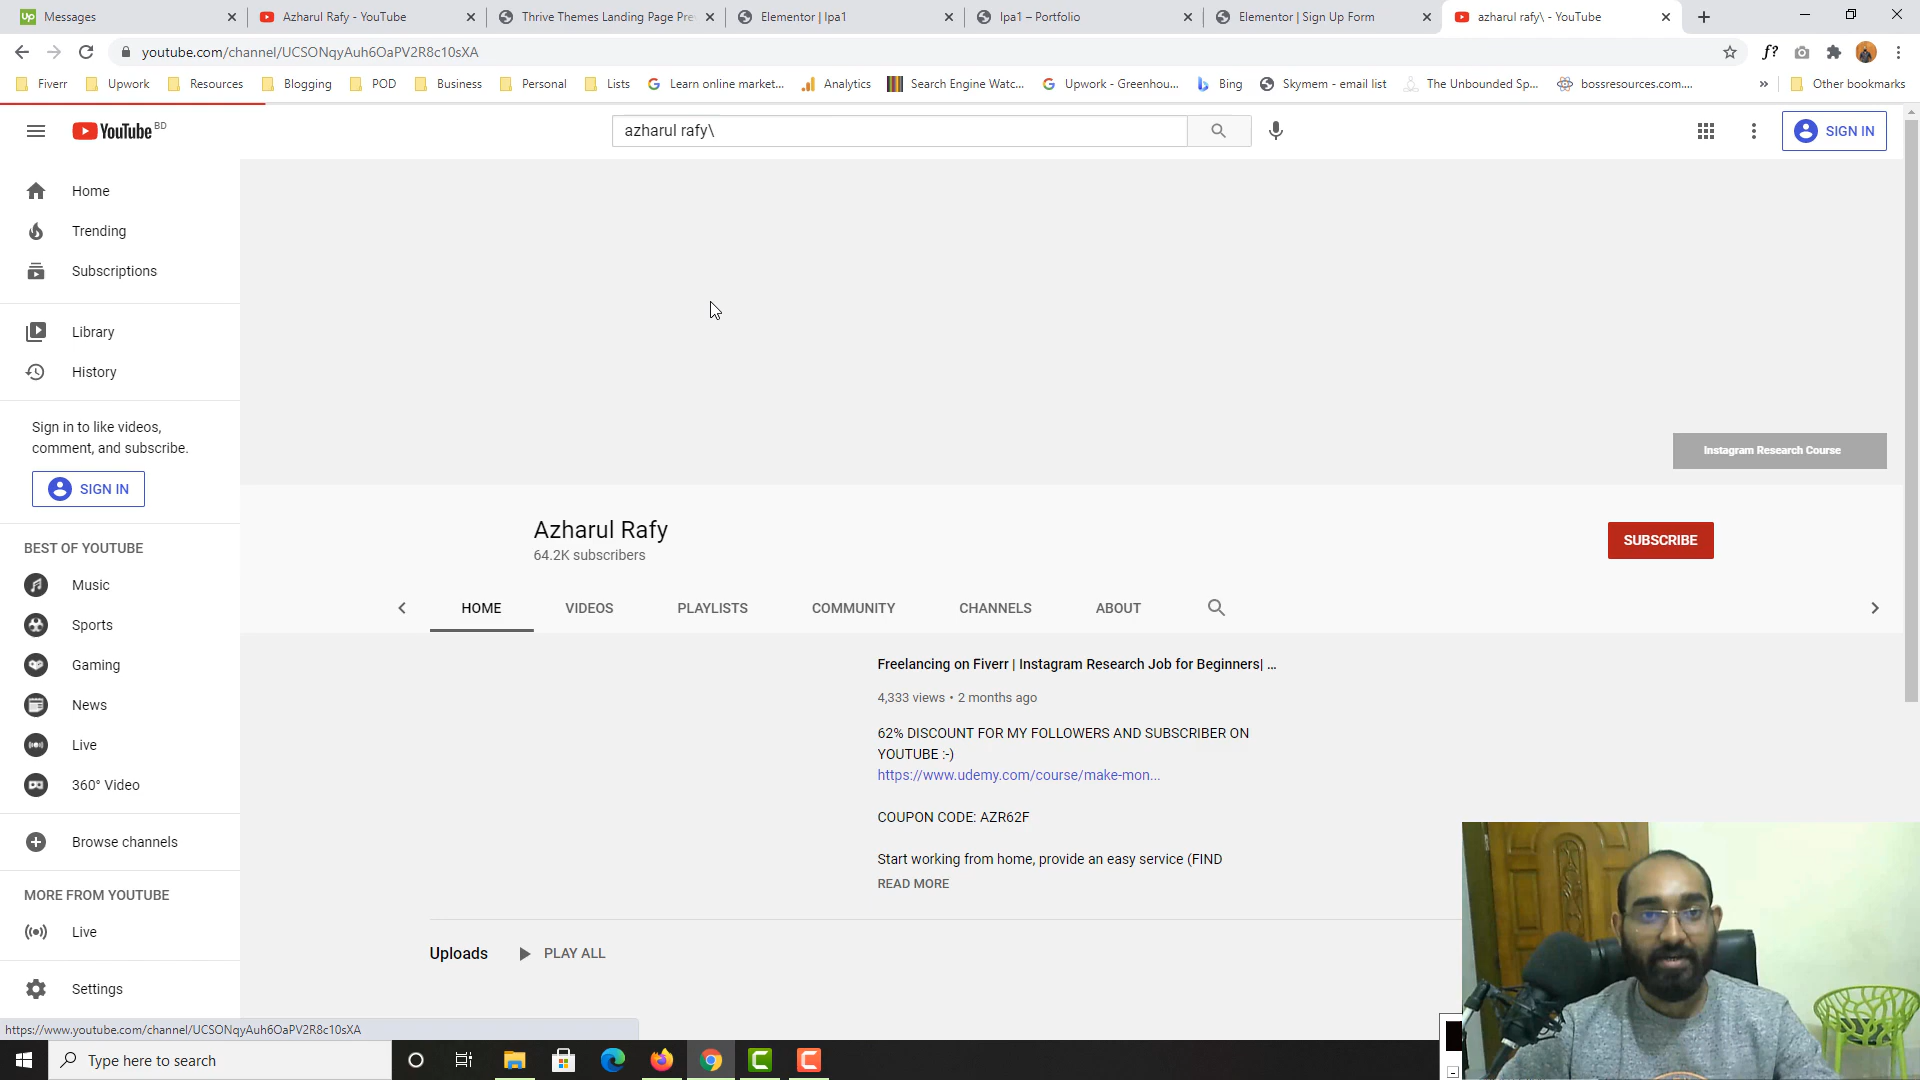 Messages
Azharul Rafy - YouTube
Thrive Themes Landing Page Pre
Elementor | lpa1
lpa1 – Portfolio
Elementor | Sign Up Form
azharul rafy\ - YouTube
youtube.com/channel/UCSONqyAuh6OaPV2R8c10sXA
f?
Fiverr
Upwork
Resources
Blogging
POD
Business
Personal
Lists
Learn online market...
Analytics
Search Engine Watc...
Upwork - Greenhou...
Bing
Skymem - email list
The Unbounded Sp...
bossresources.com....
»
Other bookmarks
YouTube BD
azharul rafy\
SIGN IN
Home
Trending
Subscriptions
Library
History
Sign in to like videos,
comment, and subscribe.
SIGN IN
BEST OF YOUTUBE
Music
Sports
Gaming
News
Live
360° Video
Browse channels
MORE FROM YOUTUBE
Live
Settings
Instagram Research Course
Azharul Rafy
64.2K subscribers
SUBSCRIBE
HOME
VIDEOS
PLAYLISTS
COMMUNITY
CHANNELS
ABOUT
Freelancing on Fiverr | Instagram Research Job for Beginners| ...
4,333 views • 2 months ago
62% DISCOUNT FOR MY FOLLOWERS AND SUBSCRIBER ON
YOUTUBE :-)
https://www.udemy.com/course/make-mon...
COUPON CODE: AZR62F
Start working from home, provide an easy service (FIND
READ MORE
Uploads
PLAY ALL
https://www.youtube.com/channel/UCSONqyAuh6OaPV2R8c10sXA
Type here to search